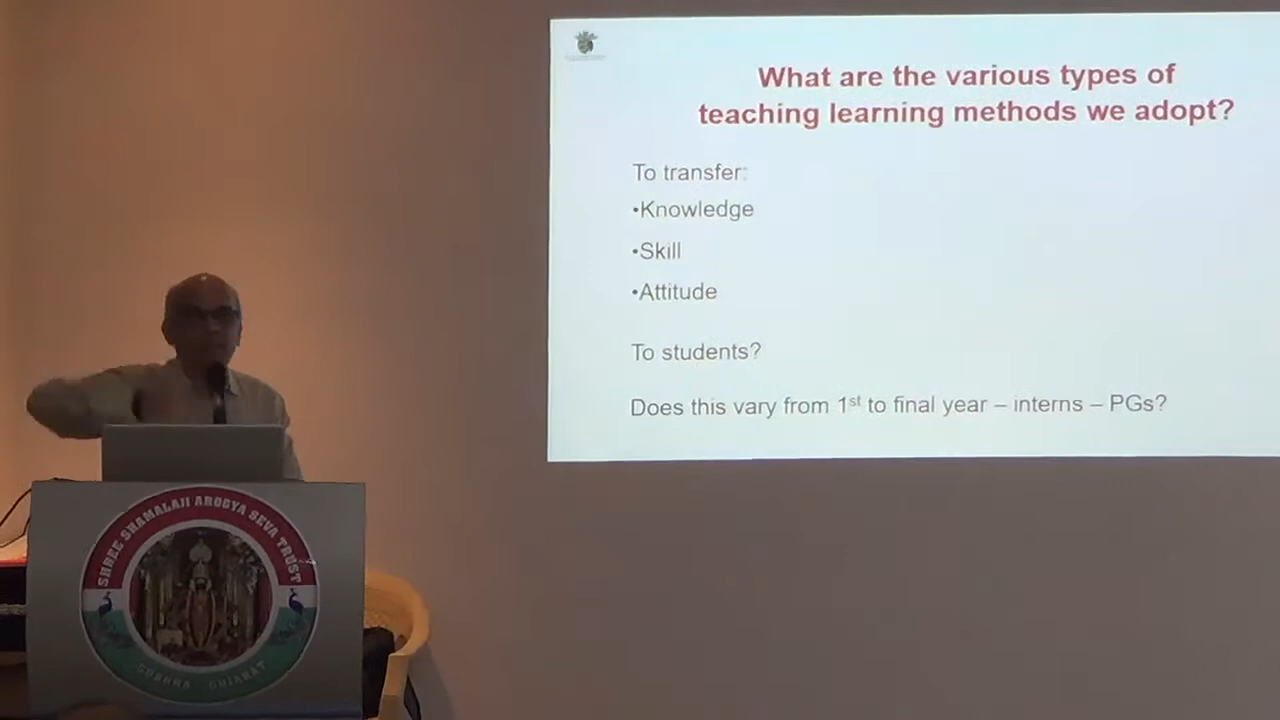 What are the various types of
teaching learning methods we adopt?
To transfer:
•Knowledge
•Skill
•Attitude
To students?
Does this vary from 1st to final year – interns – PGs?
SHREE SHAMALAJI AROGYA SEVA TRUST
GUJARAT